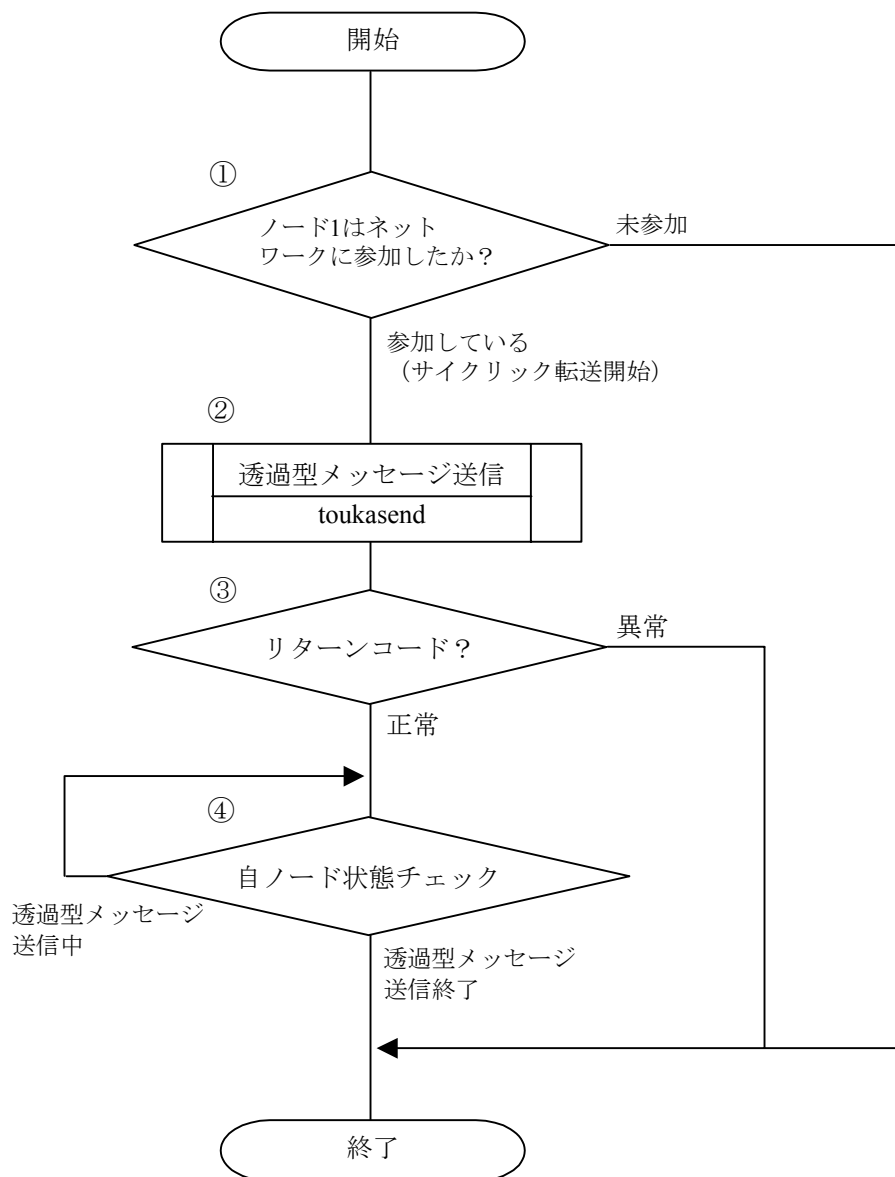 開始
①
ノード1はネット
ワークに参加したか？
未参加
参加している
（サイクリック転送開始）
②
透過型メッセージ送信
toukasend
③
リターンコード？
異常
正常
④
自ノード状態チェック
透過型メッセージ
送信中
透過型メッセージ
送信終了
終了